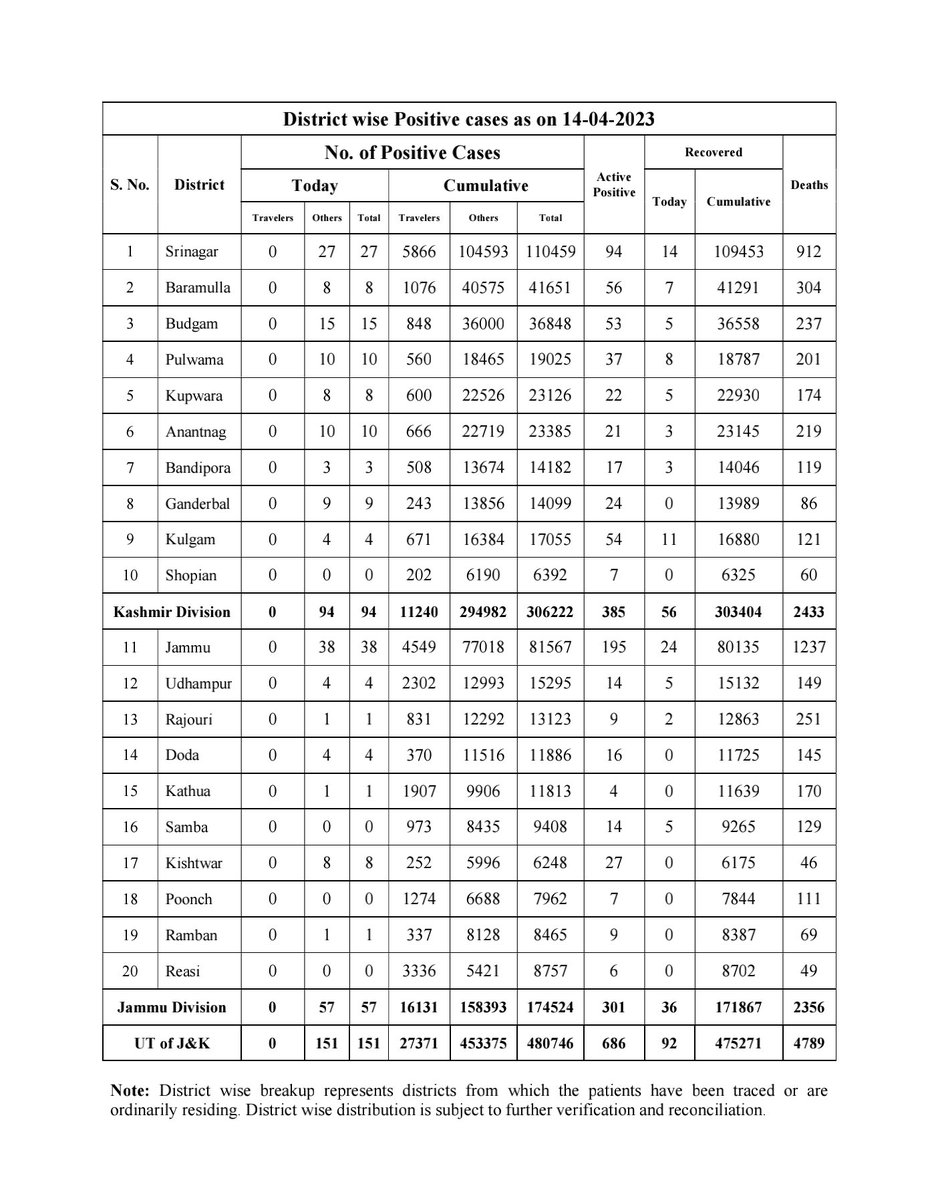 District wise Positive cases as on 14-04-2023
S. No. District No. of Positive Cases Active Positive Recovered Deaths
Today Cumulative Today Cumulative
Travelers Others Total Travelers Others Total
1 Srinagar 0 27 27 5866 104593 110459 94 14 109453 912
2 Baramulla 0 8 8 1076 40575 41651 56 7 41291 304
3 Budgam 0 15 15 848 36000 36848 53 5 36558 237
4 Pulwama 0 10 10 560 18465 19025 37 8 18787 201
5 Kupwara 0 8 8 600 22526 23126 22 5 22930 174
6 Anantnag 0 10 10 666 22719 23385 21 3 23145 219
7 Bandipora 0 3 3 508 13674 14182 17 3 14046 119
8 Ganderbal 0 9 9 243 13856 14099 24 0 13989 86
9 Kulgam 0 4 4 671 16384 17055 54 11 16880 121
10 Shopian 0 0 0 202 6190 6392 7 0 6325 60
Kashmir Division 0 94 94 11240 294982 306222 385 56 303404 2433
11 Jammu 0 38 38 4549 77018 81567 195 24 80135 1237
12 Udhampur 0 4 4 2302 12993 15295 14 5 15132 149
13 Rajouri 0 1 1 831 12292 13123 9 2 12863 251
14 Doda 0 4 4 370 11516 11886 16 0 11725 145
15 Kathua 0 1 1 1907 9906 11813 4 0 11639 170
16 Samba 0 0 0 973 8435 9408 14 5 9265 129
17 Kishtwar 0 8 8 252 5996 6248 27 0 6175 46
18 Poonch 0 0 0 1274 6688 7962 7 0 7844 111
19 Ramban 0 1 1 337 8128 8465 9 0 8387 69
20 Reasi 0 0 0 3336 5421 8757 6 0 8702 49
Jammu Division 0 57 57 16131 158393 174524 301 36 171867 2356
UT of J&K 0 151 151 27371 453375 480746 686 92 475271 4789
Note: District wise breakup represents districts from which the patients have been traced or are
ordinarily residing. District wise distribution is subject to further verification and reconciliation.